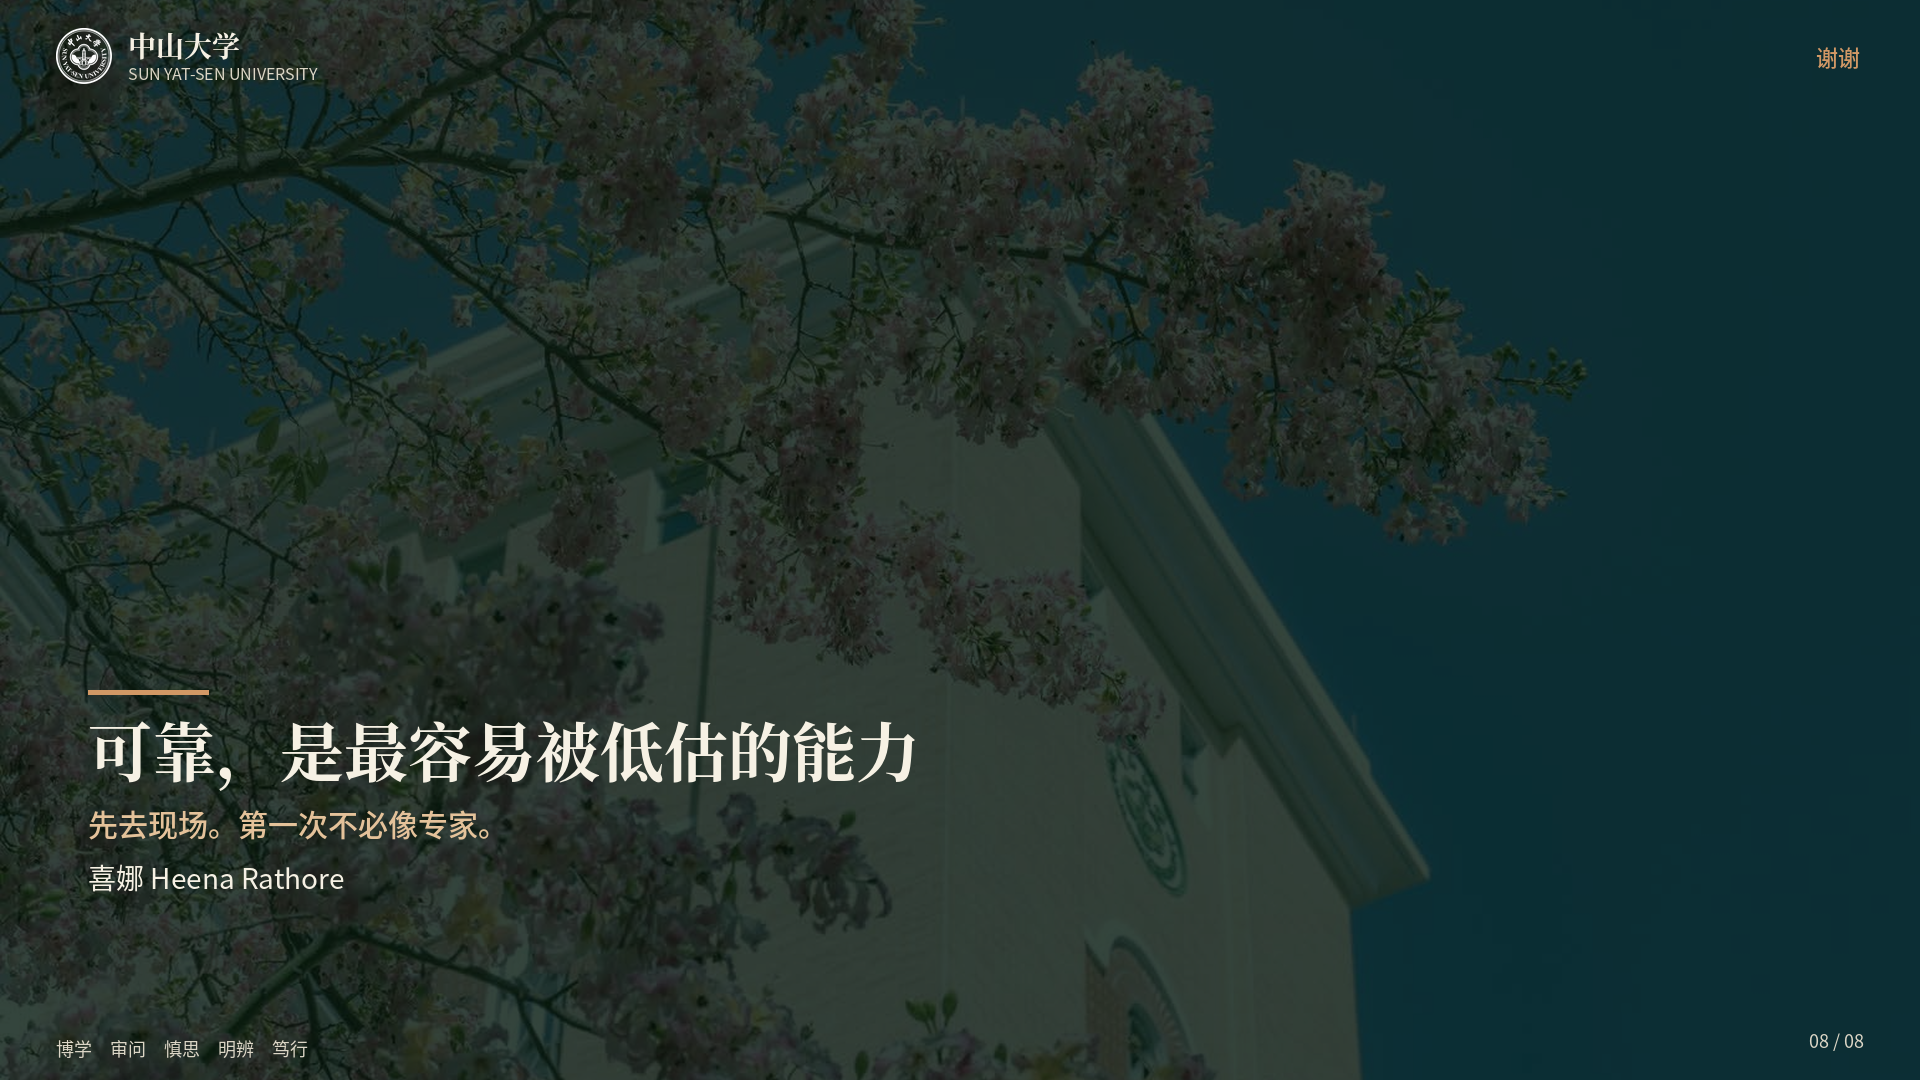 中山大学
SUN YAT-SEN UNIVERSITY
谢谢
可靠，是最容易被低估的能力
先去现场。第一次不必像专家。
喜娜 Heena Rathore
博学 审问 慎思 明辨 笃行
08 / 08